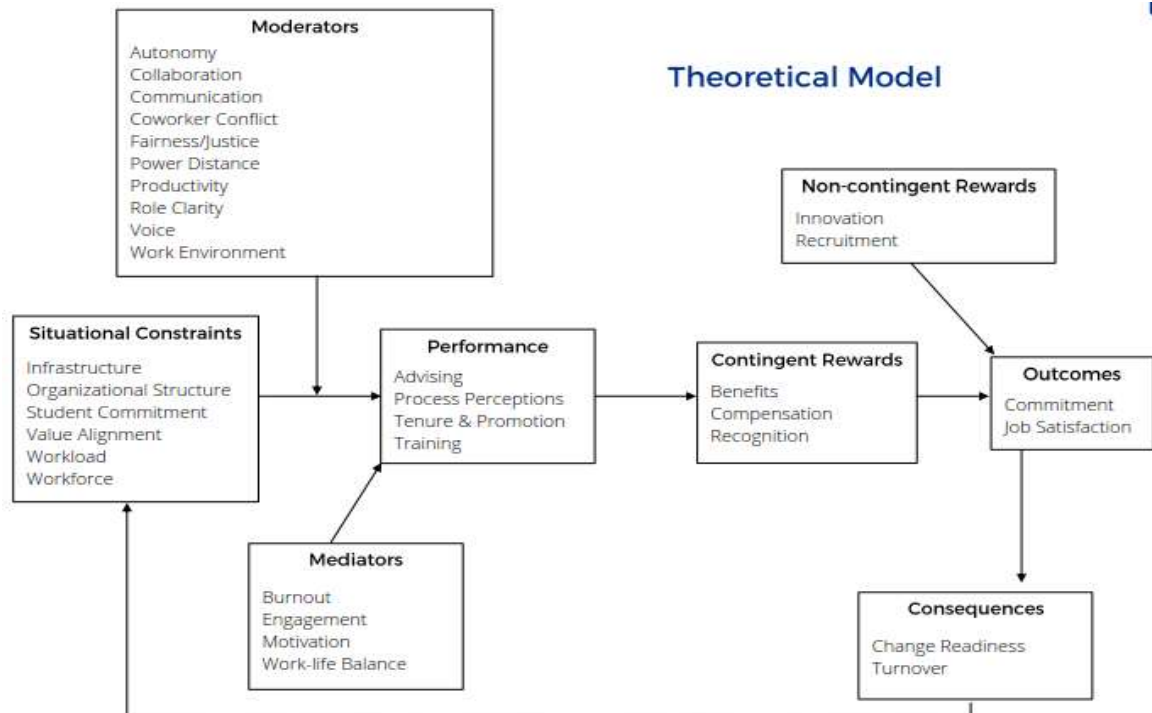 Moderators
Autonomy
Collaboration
Communication
Coworker Conflict
Fairness/Justice
Power Distance
Productivity
Role Clarity
Voice
Work Environment
Theoretical Model
Non-contingent Rewards
Innovation
Recruitment
Situational Constraints
Infrastructure
Organizational Structure
Student Commitment
Value Alignment
Workload
Workforce
Performance
Advising
Process Perceptions
Tenure & Promotion
Training
Contingent Rewards
Benefits
Compensation
Recognition
Outcomes
Commitment
Job Satisfaction
Mediators
Burnout
Engagement
Motivation
Work-life Balance
Consequences
Change Readiness
Turnover